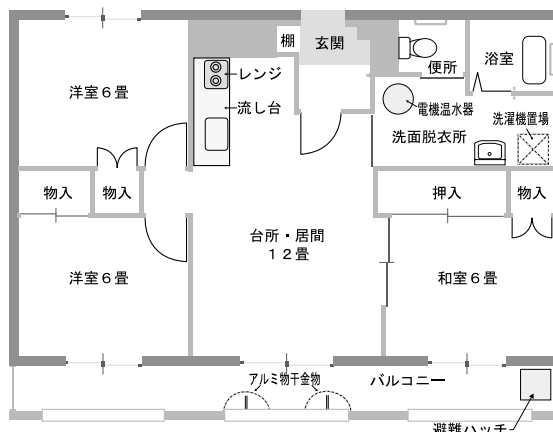 棚
玄関
便所
浴室
洋室６畳
レンジ
流し台
電機温水器
洗濯機置場
洗面脱衣所
物入
物入
押入
物入
台所・居間
１２畳
洋室６畳
和室６畳
アルミ物干金物
バルコニー
避難ハッチ